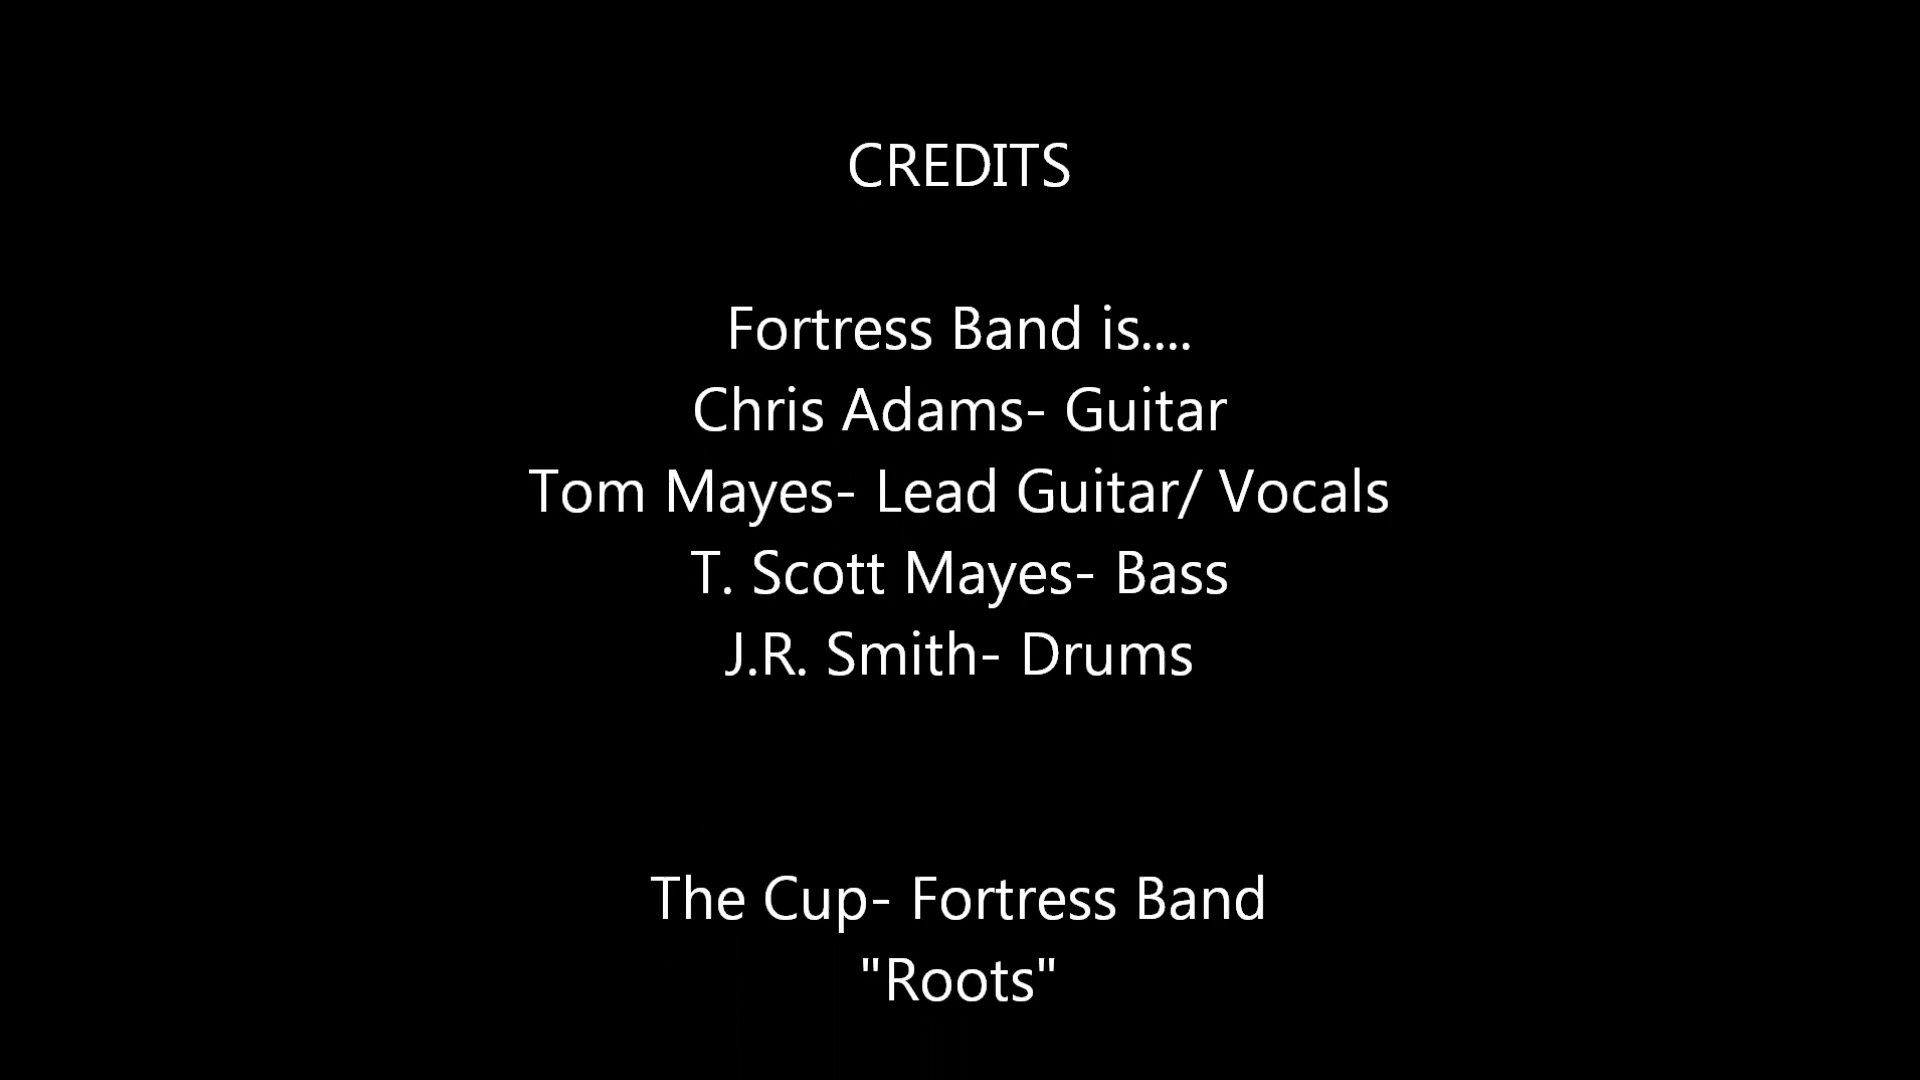 CREDITS
Fortress Band is....
Chris Adams- Guitar
Tom Mayes- Lead Guitar/ Vocals
T. Scott Mayes- Bass
J.R. Smith- Drums
The Cup- Fortress Band
"Roots"